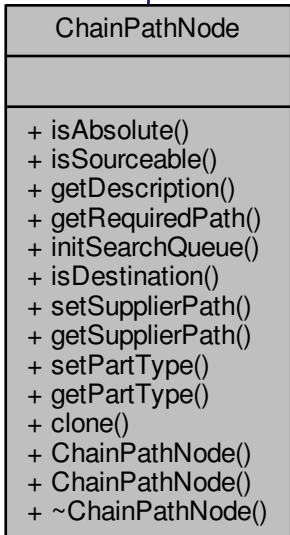 ChainPathNode
+ isAbsolute()
+ isSourceable()
+ getDescription()
+ getRequiredPath()
+ initSearchQueue()
+ isDestination()
+ setSupplierPath()
+ getSupplierPath()
+ setPartType()
+ getPartType()
+ clone()
+ ChainPathNode()
+ ChainPathNode()
+ ~ChainPathNode()